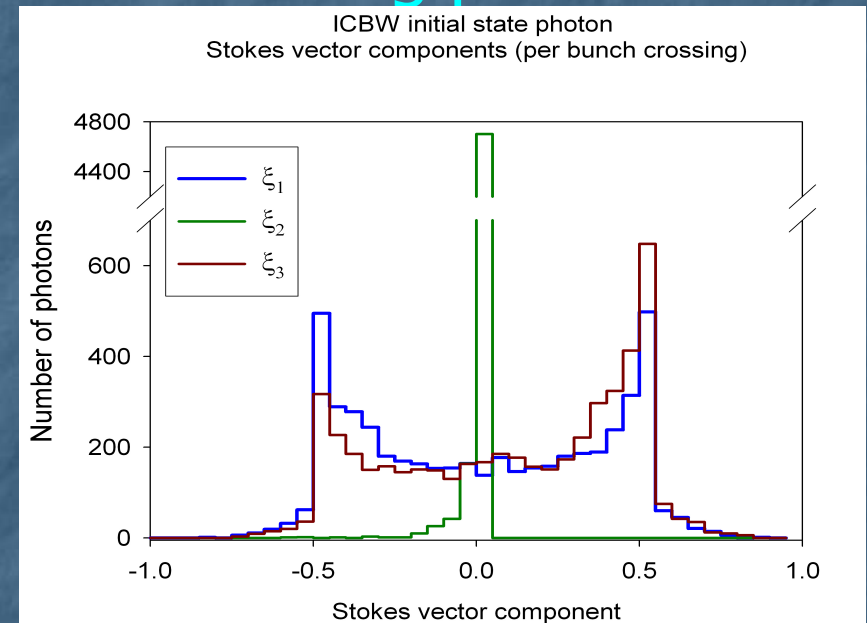 ICBW initial state photon
Stokes vector components (per bunch crossing)
4800
4400
600
400
200
0
Number of photons
ξ1
ξ2
ξ3
-1.0
-0.5
0.0
0.5
1.0
Stokes vector component